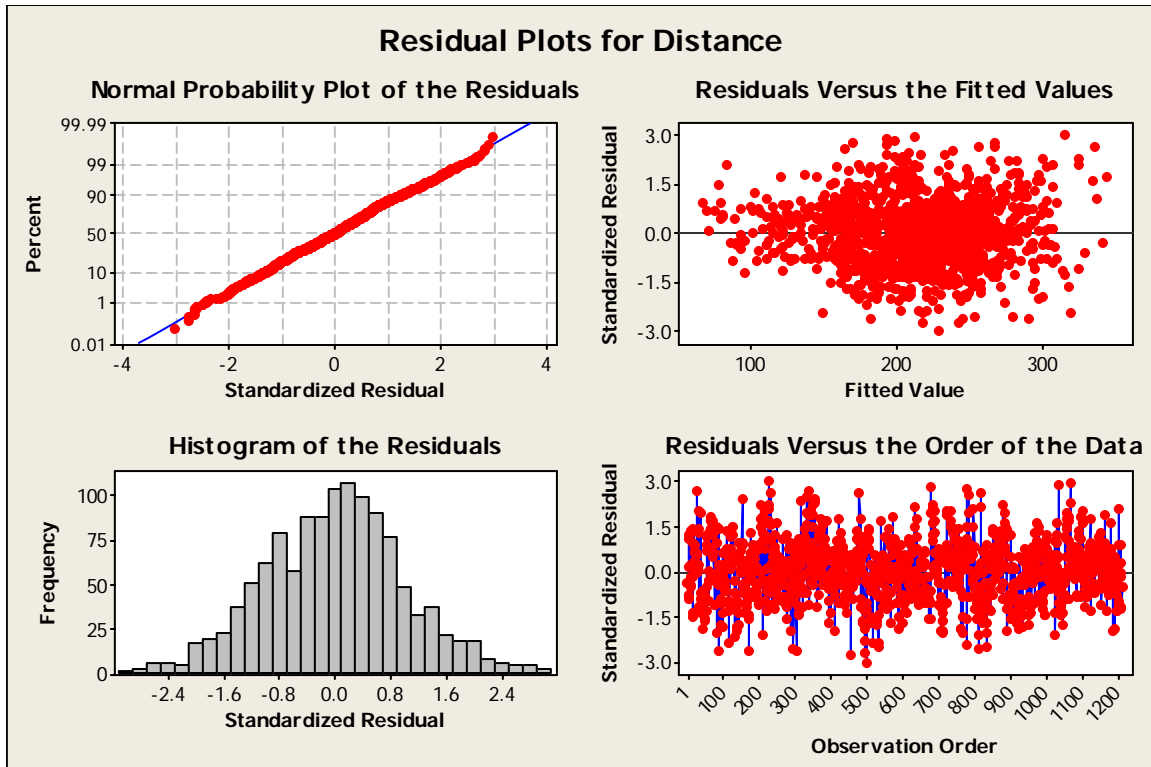 Residual Plots for Distance
Normal Probability Plot of the Residuals
99.99
99
90
50
10
1
0.01
Percent
-4 -2 0 2 4
Standardized Residual
Residuals Versus the Fitted Values
3.0
1.5
0.0
-1.5
-3.0
Standardized Residual
100 200 300
Fitted Value
Histogram of the Residuals
100
75
50
25
0
Frequency
-2.4 -1.6 -0.8 0.0 0.8 1.6 2.4
Standardized Residual
Residuals Versus the Order of the Data
3.0
1.5
0.0
-1.5
-3.0
Standardized Residual
1 100 200 300 400 500 600 700 800 900 1000 1100 1200
Observation Order